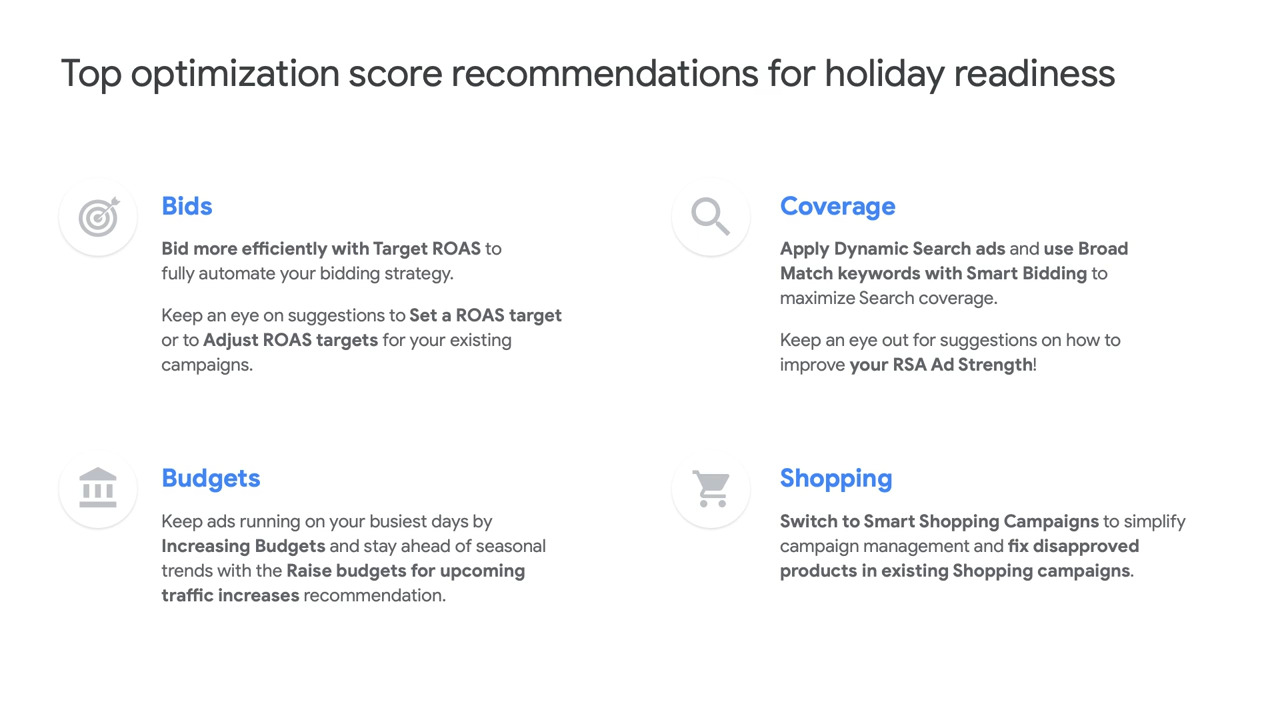 Top optimization score recommendations for holiday readiness
Bids
Bid more efficiently with Target ROAS to
fully automate your bidding strategy.
Keep an eye on suggestions to Set a ROAS target
or to Adjust ROAS targets for your existing
campaigns.
Coverage
Apply Dynamic Search ads and use Broad
Match keywords with Smart Bidding to
maximize Search coverage.
Keep an eye out for suggestions on how to
improve your RSA Ad Strength!
Budgets
Keep ads running on your busiest days by
Increasing Budgets and stay ahead of seasonal
trends with the Raise budgets for upcoming
traffic increases recommendation.
Shopping
Switch to Smart Shopping Campaigns to simplify
campaign management and fix disapproved
products in existing Shopping campaigns.